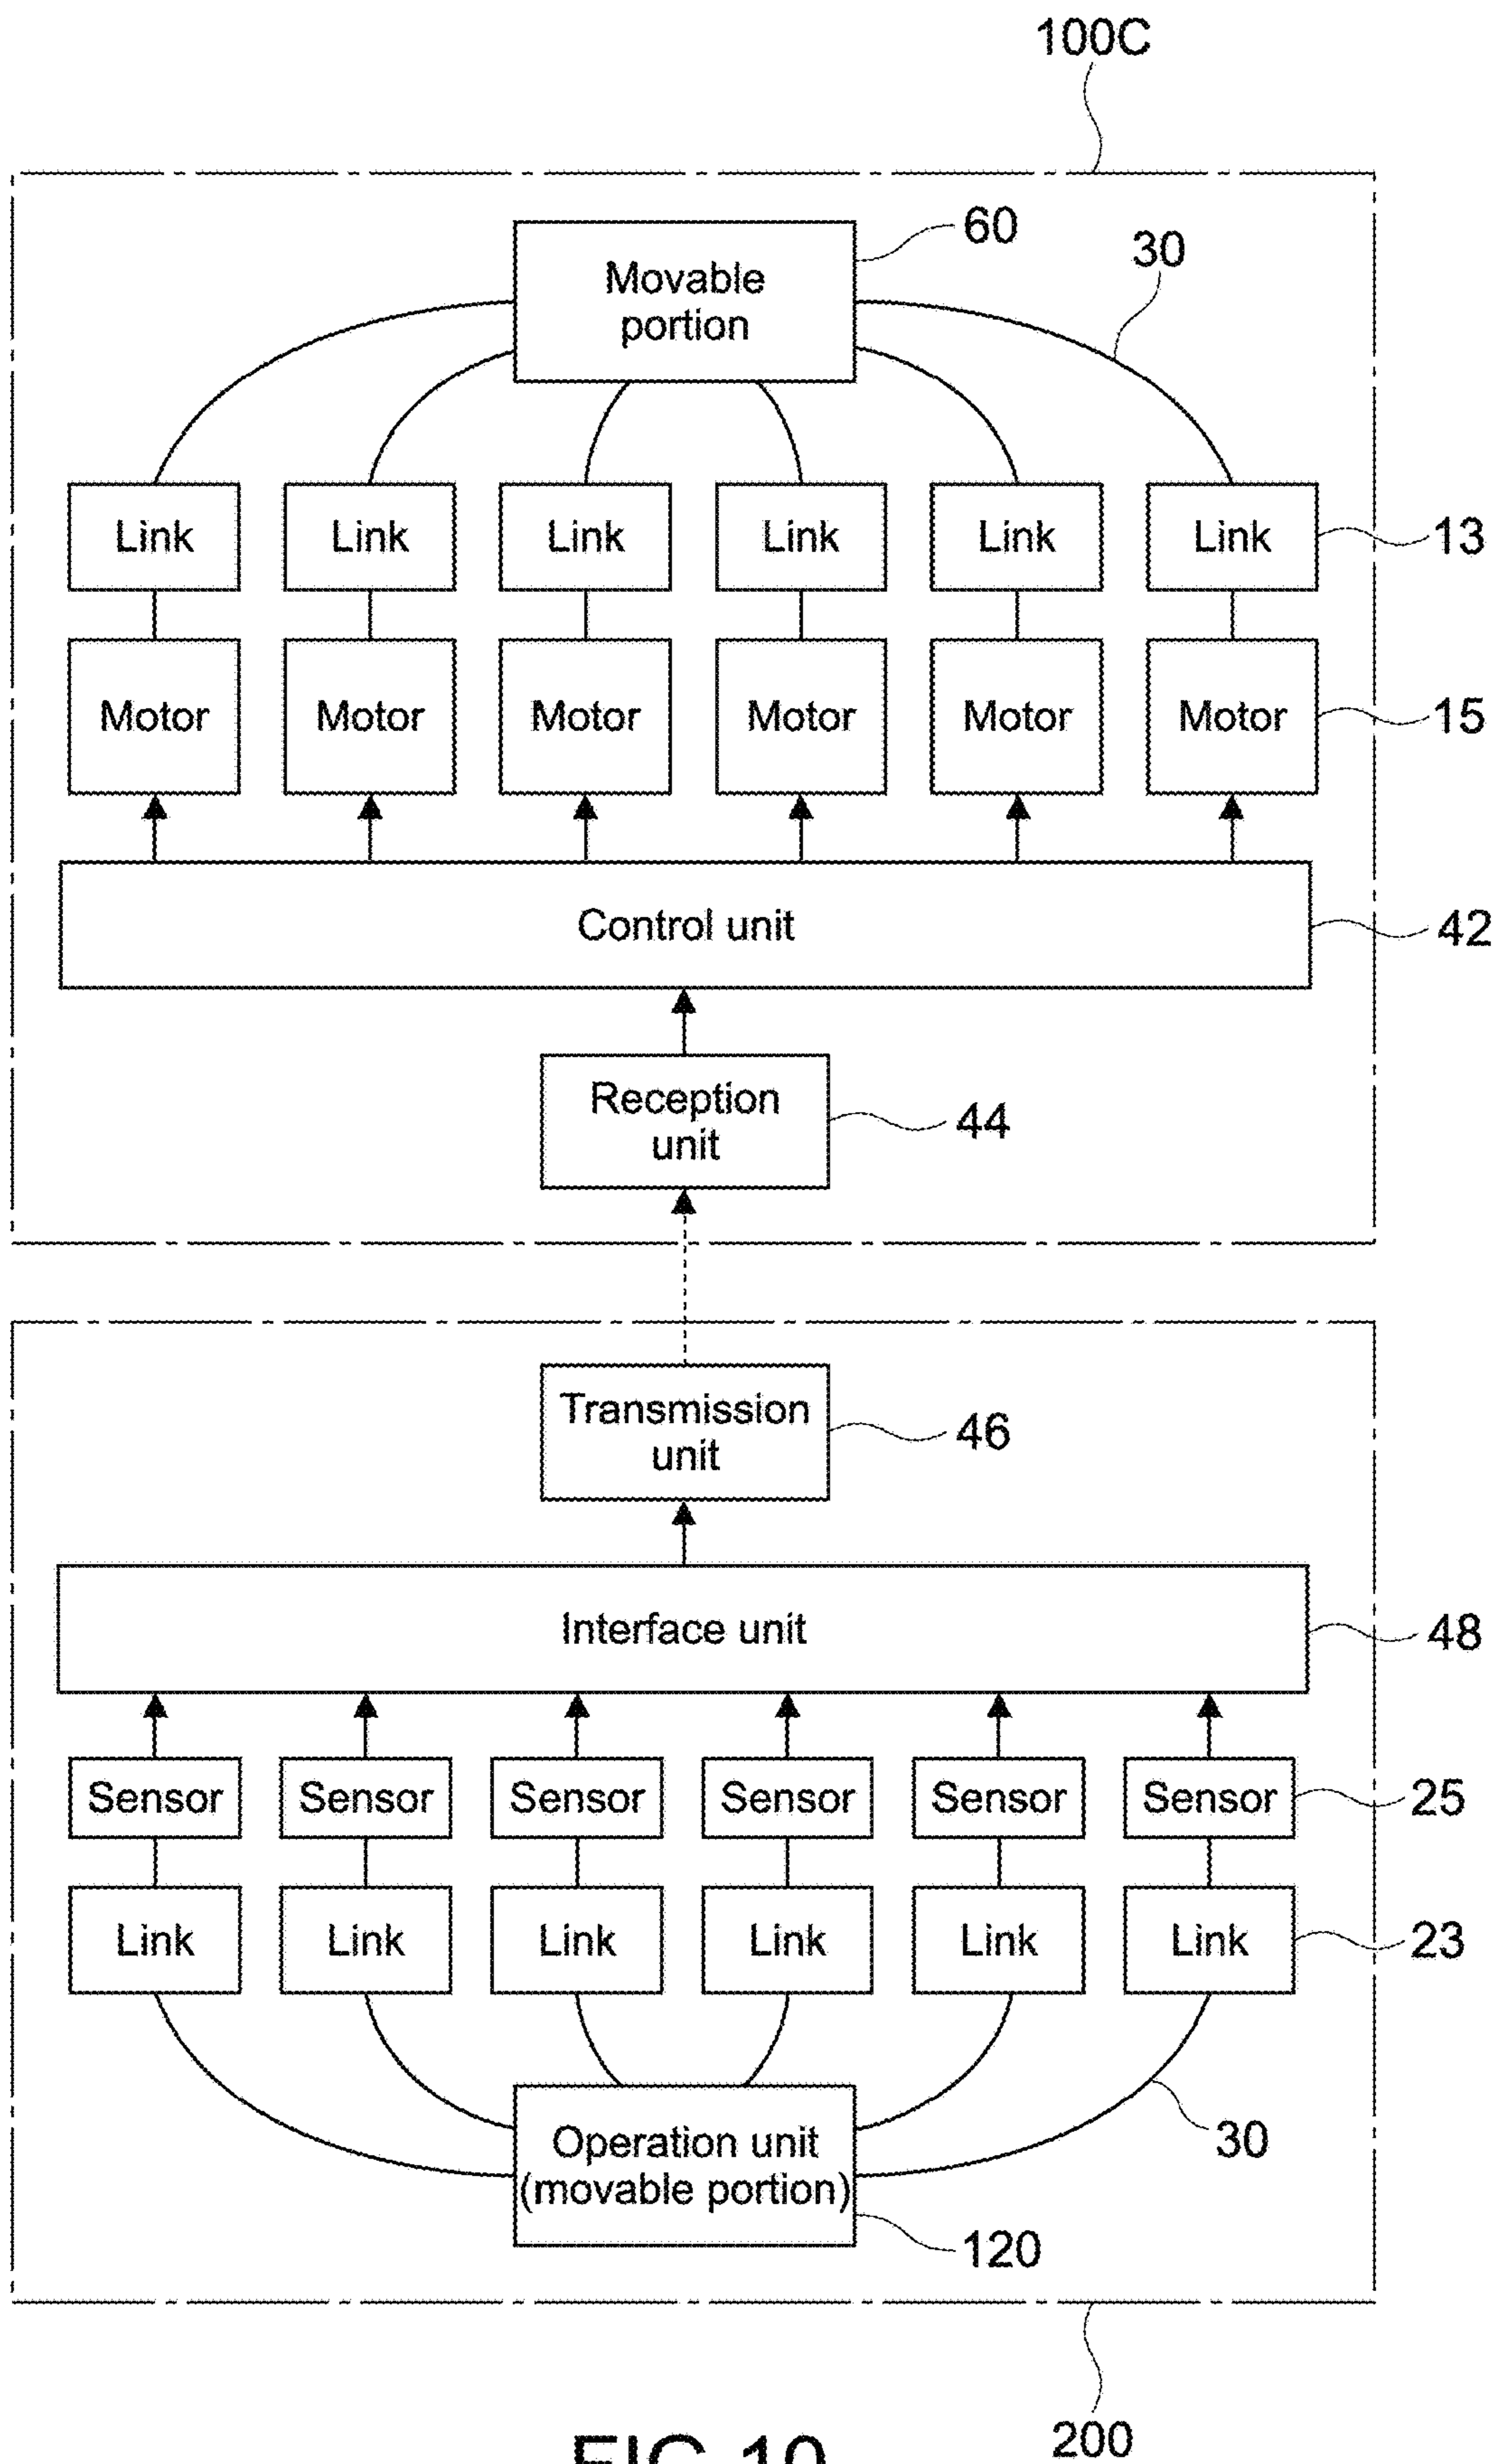 100C
60
30
Movable
portion
Link Link Link Link Link Link 13
Motor Motor Motor Motor Motor Motor 15
Control unit 42
Reception
unit
44
Transmission
unit
46
Interface unit 48
Sensor Sensor Sensor Sensor Sensor Sensor 25
Link Link Link Link Link Link 23
Operation unit
(movable portion)
30
120
200